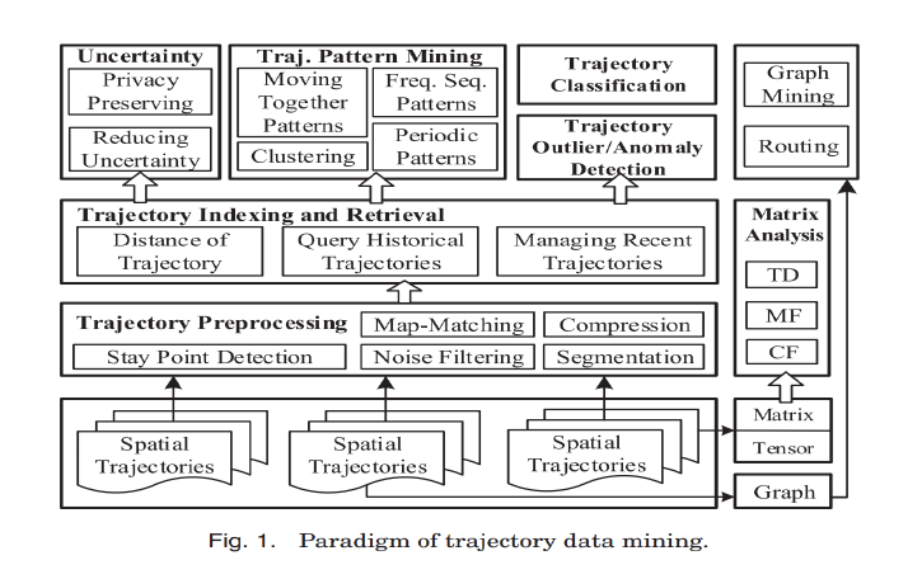 Uncertainty
Privacy
Preserving
Reducing
Uncertainty
Traj. Pattern Mining
Moving
Together
Patterns
Clustering
Freq. Seq.
Patterns
Periodic
Patterns
Trajectory
Classification
Trajectory
Outlier/Anomaly
Detection
Graph
Mining
Routing
Trajectory Indexing and Retrieval
Distance of
Trajectory
Query Historical
Trajectories
Managing Recent
Trajectories
Matrix
Analysis
TD
MF
CF
Trajectory Preprocessing
Map-Matching
Compression
Stay Point Detection
Noise Filtering
Segmentation
Spatial
Trajectories
Spatial
Trajectories
Spatial
Trajectories
Matrix
Tensor
Graph
Fig. 1. Paradigm of trajectory data mining.